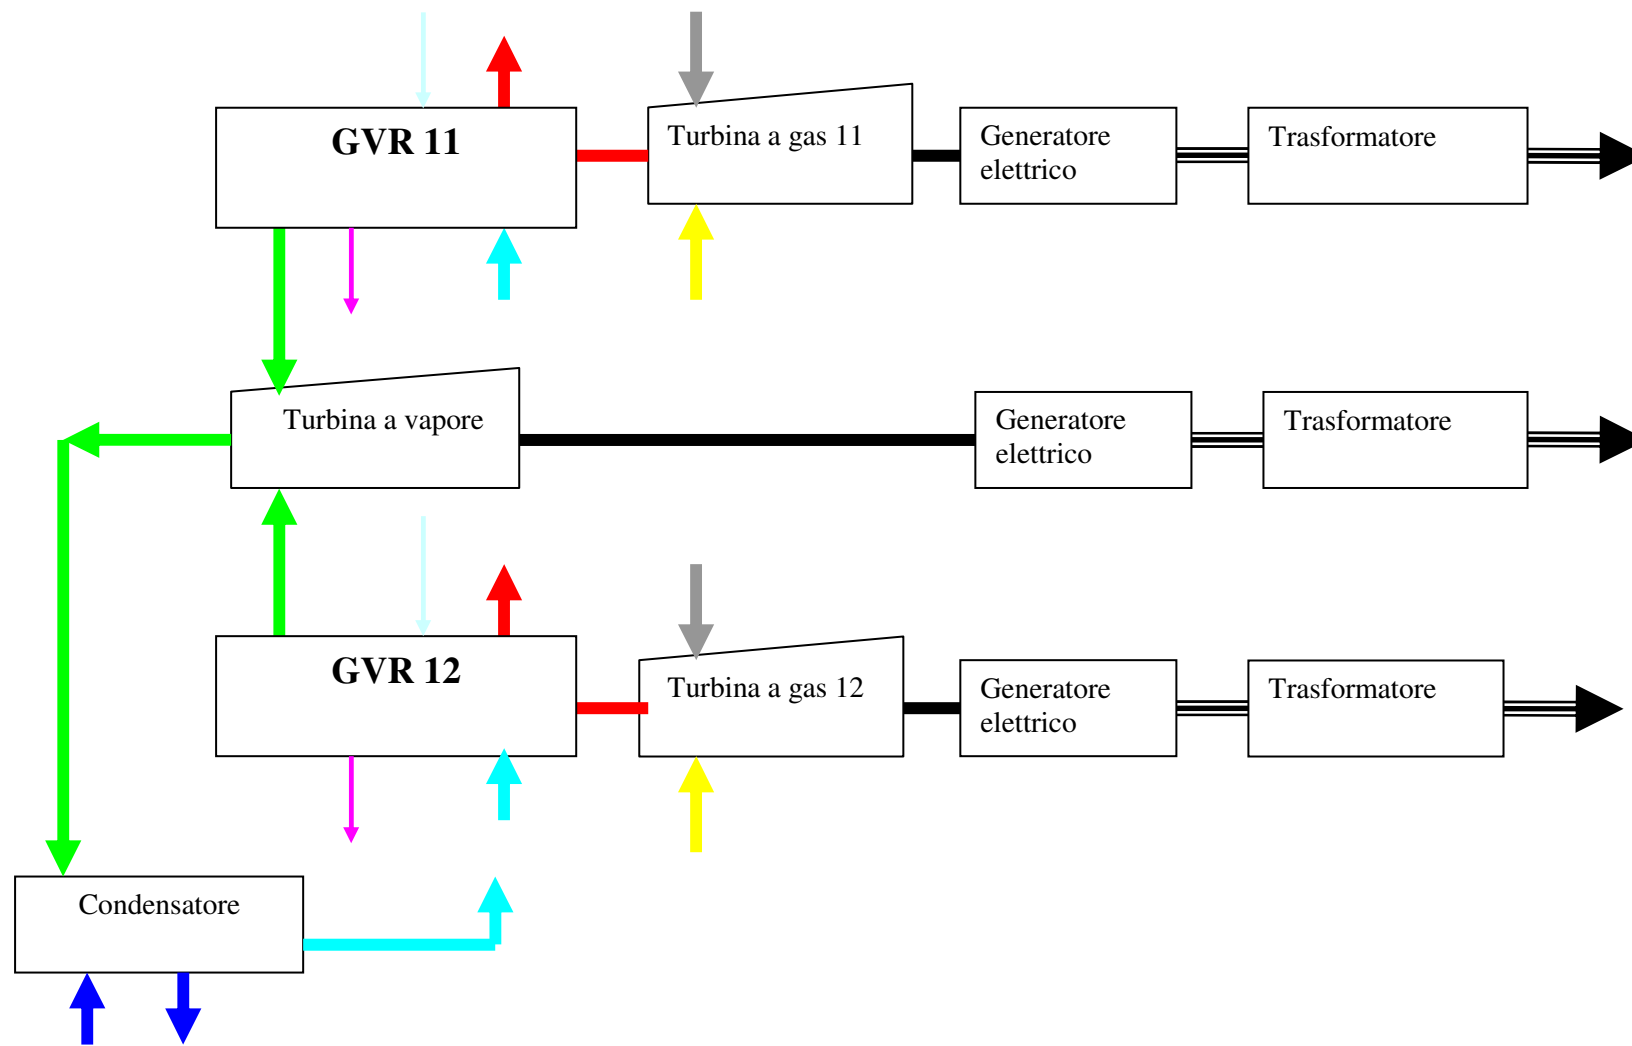 GVR 11
Turbina a gas 11
Generatore
elettrico
Trasformatore
Turbina a vapore
Generatore
elettrico
Trasformatore
GVR 12
Turbina a gas 12
Generatore
elettrico
Trasformatore
Condensatore